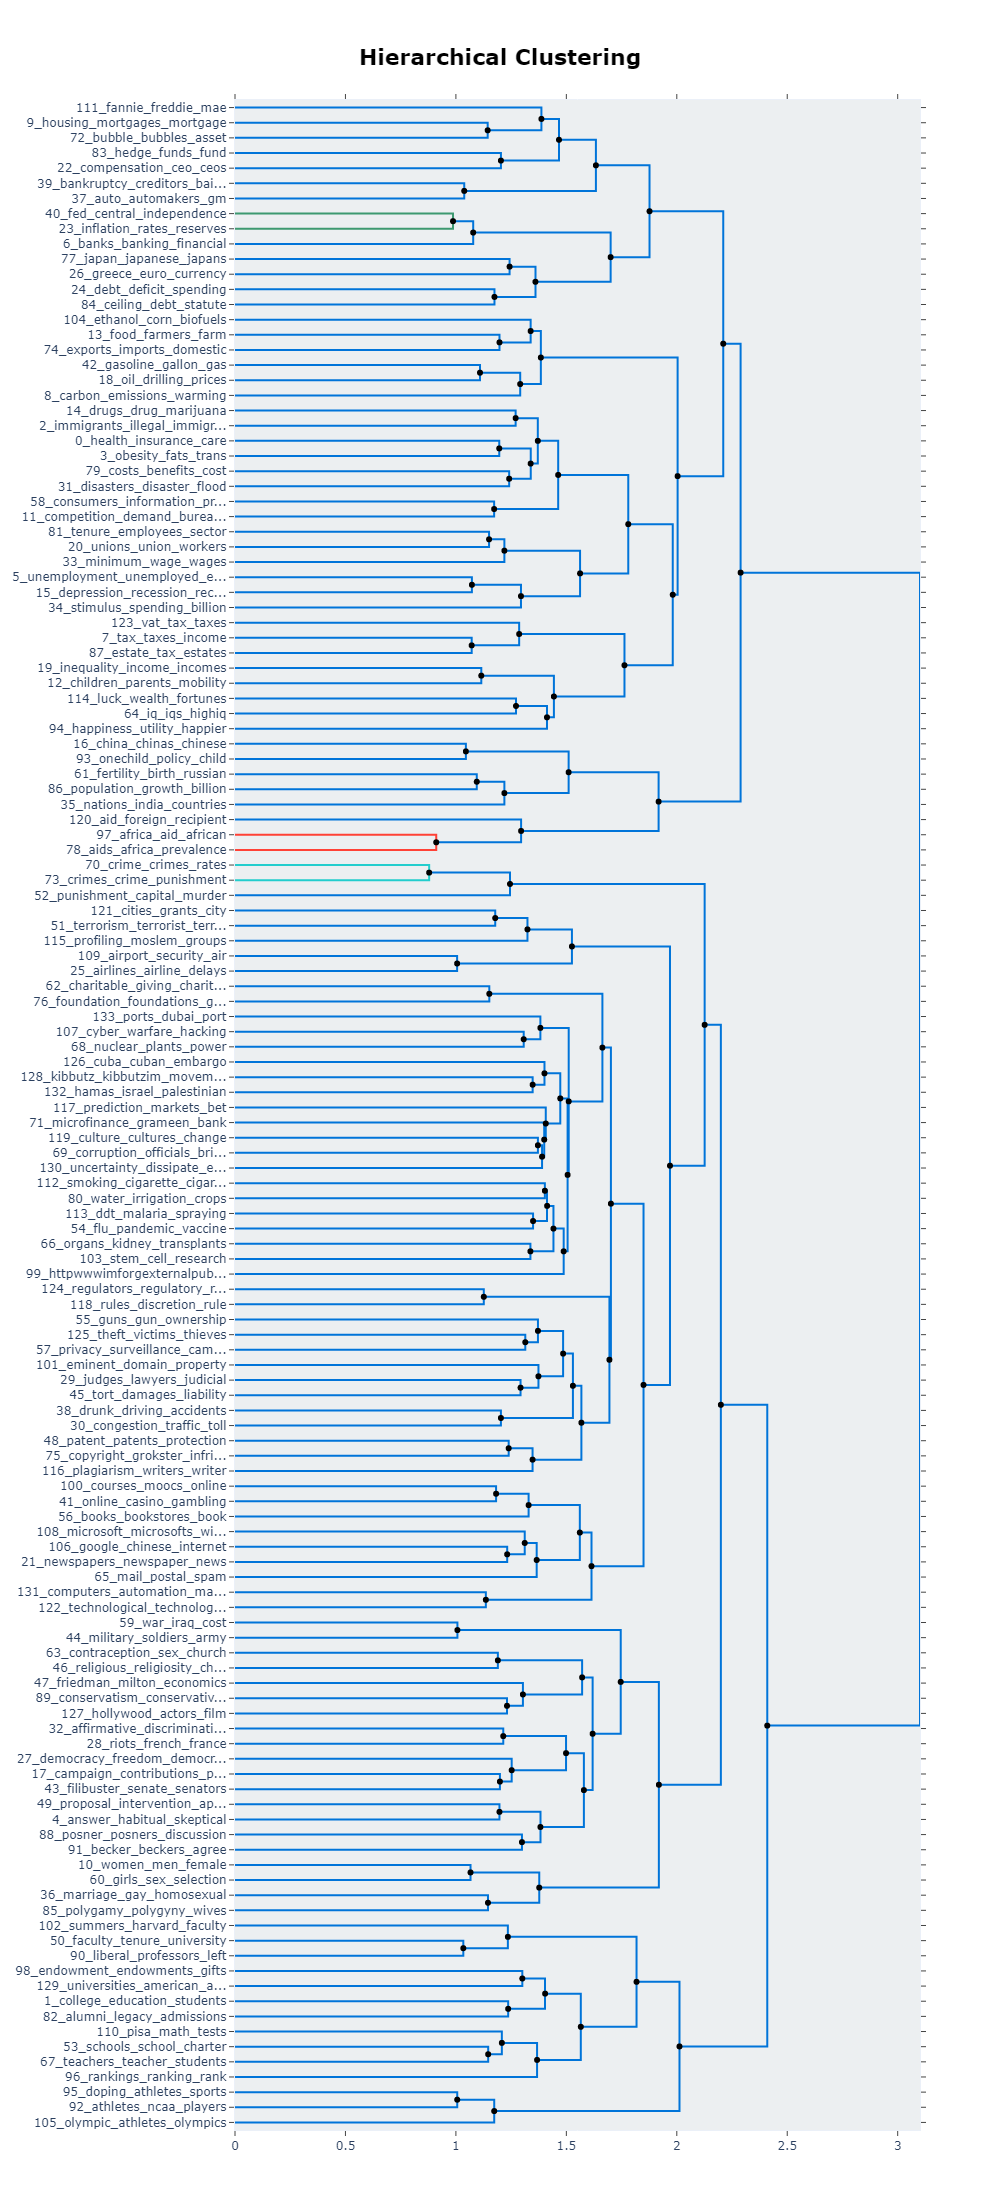 Hierarchical Clustering
111_fannie_freddie_mae
9_housing_mortgages_mortgage
72_bubble_bubbles_asset
83_hedge_funds_fund
22_compensation_ceo_ceos
39_bankruptcy_creditors_bai...
37_auto_automakers_gm
40_fed_central_independence
23_inflation_rates_reserves
6_banks_banking_financial
77_japan_japanese_japans
26_greece_euro_currency
24_debt_deficit_spending
84_ceiling_debt_statute
104_ethanol_corn_biofuels
13_food_farmers_farm
74_exports_imports_domestic
42_gasoline_gallon_gas
18_oil_drilling_prices
8_carbon_emissions_warming
14_drugs_drug_marijuana
2_immigrants_illegal_immigr...
0_health_insurance_care
3_obesity_fats_trans
79_costs_benefits_cost
31_disasters_disaster_flood
58_consumers_information_pr...
11_competition_demand_burea...
81_tenure_employees_sector
20_unions_union_workers
33_minimum_wage_wages
5_unemployment_unemployed_e...
15_depression_recession_rec...
34_stimulus_spending_billion
123_vat_tax_taxes
7_tax_taxes_income
87_estate_tax_estates
19_inequality_income_incomes
12_children_parents_mobility
114_luck_wealth_fortunes
64_iq_iqs_highiq
94_happiness_utility_happier
16_china_chinas_chinese
93_onechild_policy_child
61_fertility_birth_russian
86_population_growth_billion
35_nations_india_countries
120_aid_foreign_recipient
97_africa_aid_african
78_aids_africa_prevalence
70_crime_crimes_rates
73_crimes_crime_punishment
52_punishment_capital_murder
121_cities_grants_city
51_terrorism_terrorist_terr...
115_profiling_moslem_groups
109_airport_security_air
25_airlines_airline_delays
62_charitable_giving_charit...
76_foundation_foundations_g...
133_ports_dubai_port
107_cyber_warfare_hacking
68_nuclear_plants_power
126_cuba_cuban_embargo
128_kibbutz_kibbutzim_movem...
132_hamas_israel_palestinian
117_prediction_markets_bet
71_microfinance_grameen_bank
119_culture_cultures_change
69_corruption_officials_bri...
130_uncertainty_dissipate_e...
112_smoking_cigarette_cigar...
80_water_irrigation_crops
113_ddt_malaria_spraying
54_flu_pandemic_vaccine
66_organs_kidney_transplants
103_stem_cell_research
99_httpwwwimforgexternalpub...
124_regulators_regulatory_r...
118_rules_discretion_rule
55_guns_gun_ownership
125_theft_victims_thieves
57_privacy_surveillance_cam...
101_eminent_domain_property
29_judges_lawyers_judicial
45_tort_damages_liability
38_drunk_driving_accidents
30_congestion_traffic_toll
48_patent_patents_protection
75_copyright_grokster_infri...
116_plagiarism_writers_writer
100_courses_moocs_online
41_online_casino_gambling
56_books_bookstores_book
108_microsoft_microsofts_wi...
106_google_chinese_internet
21_newspapers_newspaper_news
65_mail_postal_spam
131_computers_automation_ma...
122_technological_technolog...
59_war_iraq_cost
44_military_soldiers_army
63_contraception_sex_church
46_religious_religiosity_ch...
47_friedman_milton_economics
89_conservatism_conservativ...
127_hollywood_actors_film
32_affirmative_discriminati...
28_riots_french_france
27_democracy_freedom_democr...
17_campaign_contributions_p...
43_filibuster_senate_senators
49_proposal_intervention_ap...
4_answer_habitual_skeptical
88_posner_posners_discussion
91_becker_beckers_agree
10_women_men_female
60_girls_sex_selection
36_marriage_gay_homosexual
85_polygamy_polygyny_wives
102_summers_harvard_faculty
50_faculty_tenure_university
90_liberal_professors_left
98_endowment_endowments_gifts
129_universities_american_a...
1_college_education_students
82_alumni_legacy_admissions
110_pisa_math_tests
53_schools_school_charter
67_teachers_teacher_students
96_rankings_ranking_rank
95_doping_athletes_sports
92_athletes_ncaa_players
105_olympic_athletes_olympics
0 0.5 1 1.5 2 2.5 3